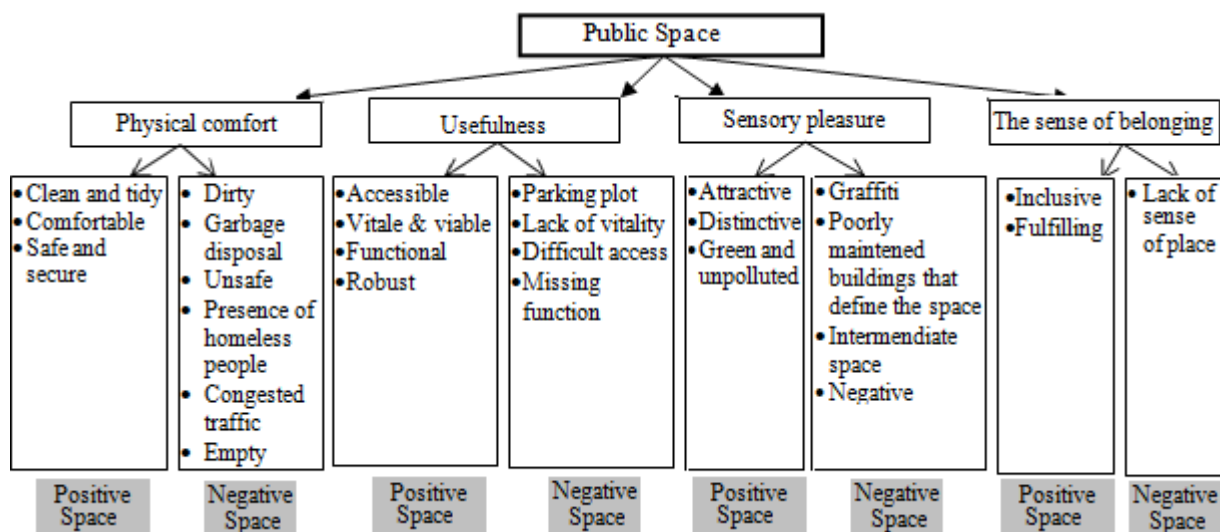 Public Space
Physical comfort
Usefulness
Sensory pleasure
The sense of belonging
• Clean and tidy
• Comfortable
• Safe and
secure
• Dirty
• Garbage
disposal
• Unsafe
• Presence of
homeless
people
• Congested
traffic
• Empty
• Accessible
• Vitale & viable
• Functional
• Robust
• Parking plot
• Lack of vitality
• Difficult access
• Missing
function
• Attractive
• Distinctive
• Green and
unpolluted
• Graffiti
• Poorly
maintened
buildings that
define the space
• Intermendiate
space
• Negative
• Inclusive
• Fulfilling
• Lack of
sense
of place
Positive
Space
Negative
Space
Positive
Space
Negative
Space
Positive
Space
Negative
Space
Positive
Space
Negative
Space